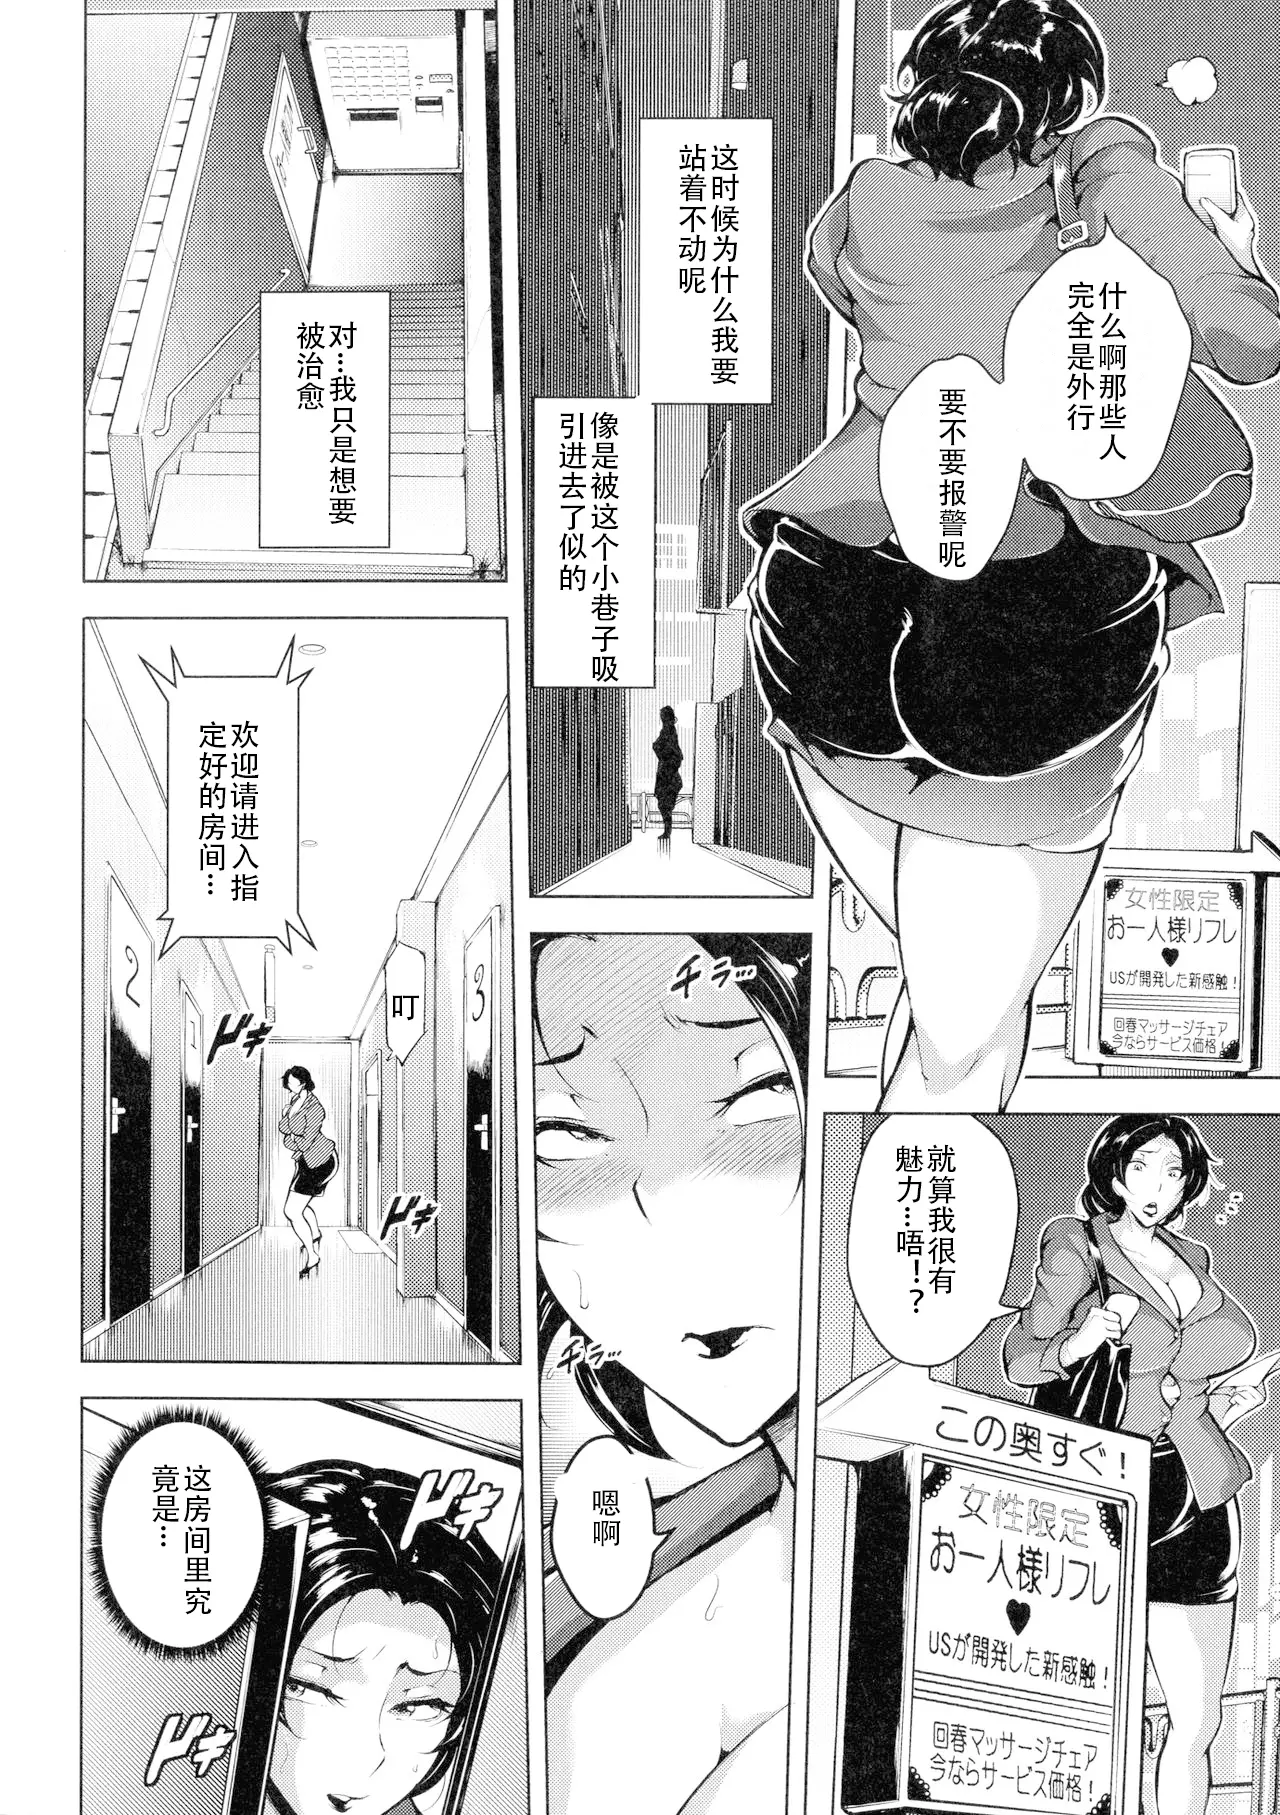 什么啊那些人
完全是外行
要不要报警呢
女性限定
お一人様リフレ
♥
USが開発した新感触！
回春マッサージチェア
今ならサービス価格！
就算我很有
魅力…唔！？
この奥すぐ！
女性限定
お一人様リフレ
♥
USが開発した新感触！
回春マッサージチェア
今ならサービス価格！
チラ…
チラ…
嗯啊
这时候为什么我要
站着不动呢
像是被这个小巷子吸
引进去了似的
对…我只是想要
被治愈
欢迎请进入指
定好的房间…
叮
2
1
3
ドキ
ドキ
这房间里究
竟是…
ドキ
ドキ